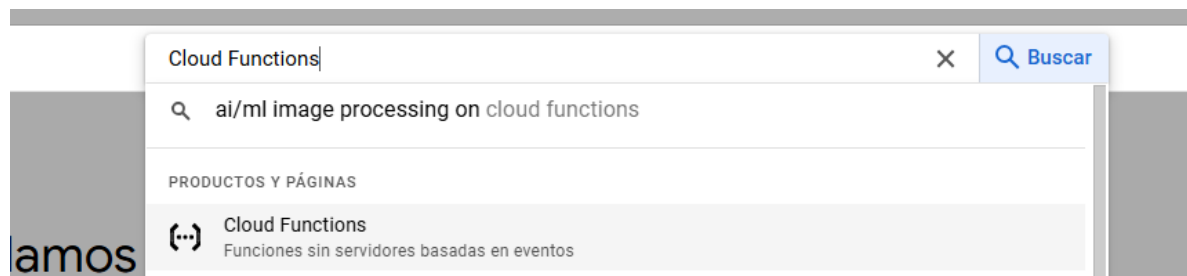 Cloud Functions
Buscar
ai/ml image processing on cloud functions
PRODUCTOS Y PÁGINAS
Cloud Functions
Funciones sin servidores basadas en eventos
lamos